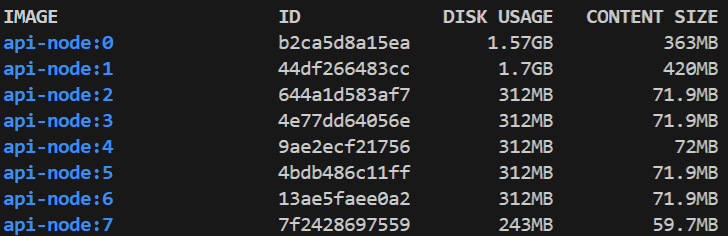 IMAGE ID DISK USAGE CONTENT SIZE
api-node:0 b2ca5d8a15ea 1.57GB 363MB
api-node:1 44df266483cc 1.7GB 420MB
api-node:2 644a1d583af7 312MB 71.9MB
api-node:3 4e77dd64056e 312MB 71.9MB
api-node:4 9ae2ecf21756 312MB 72MB
api-node:5 4bdb486c11ff 312MB 71.9MB
api-node:6 13ae5faee0a2 312MB 71.9MB
api-node:7 7f2428697559 243MB 59.7MB